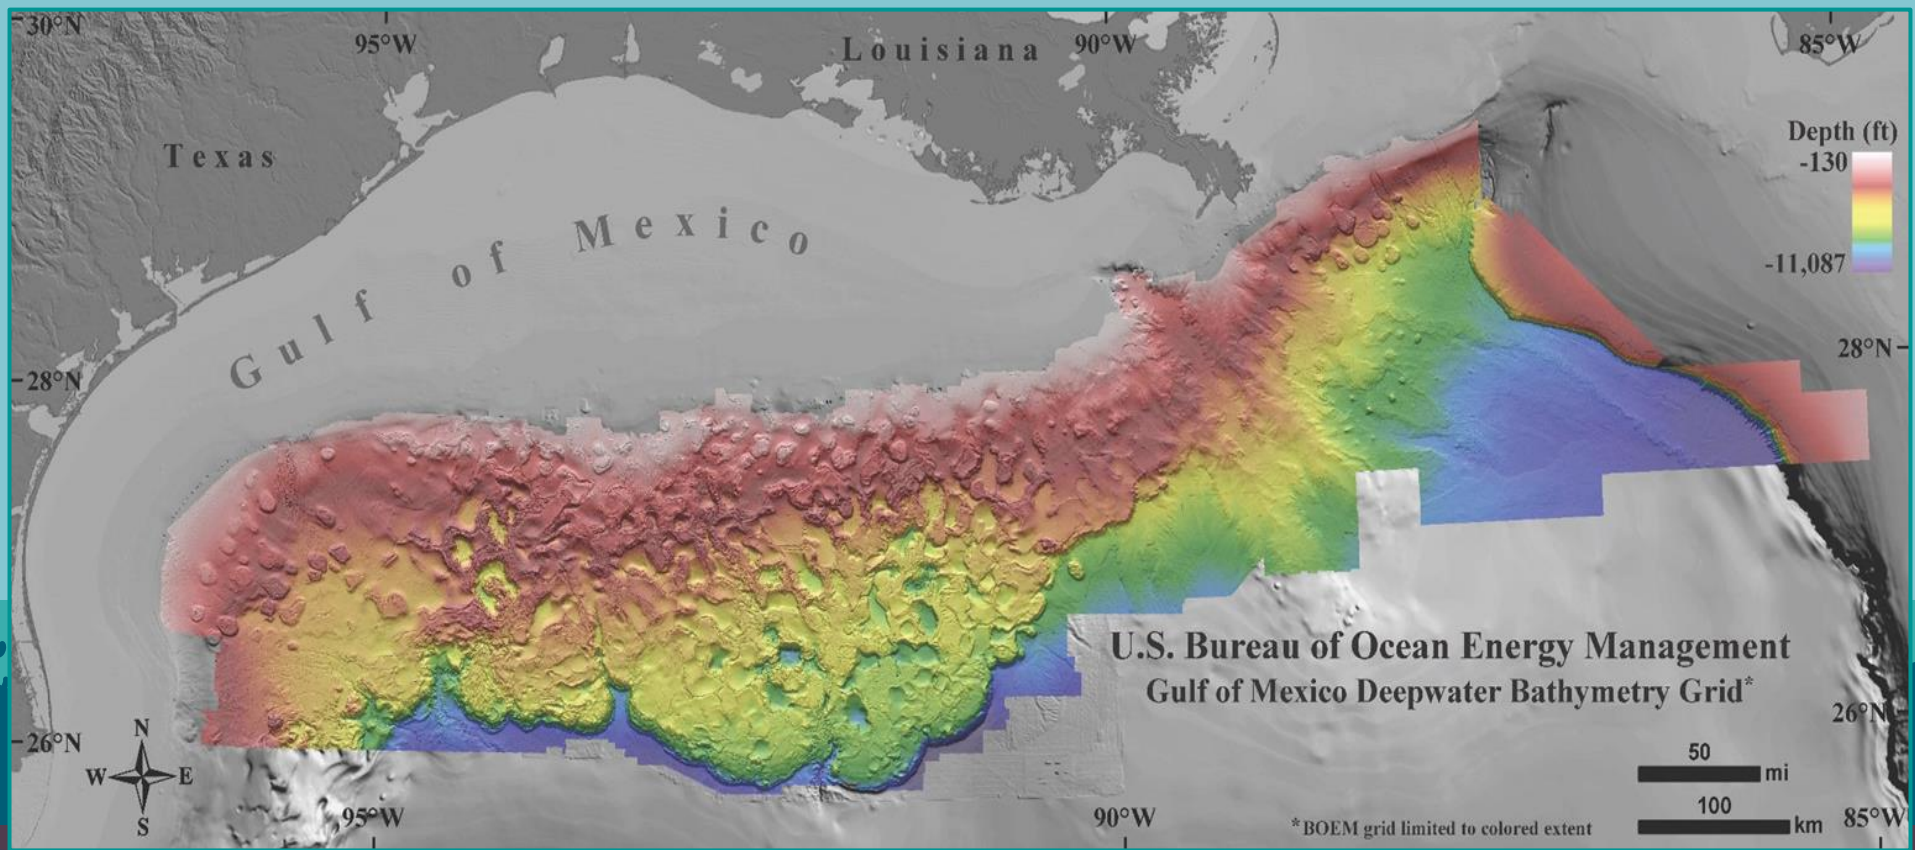 30°N
95°W
Louisiana
90°W
85°W
Depth (ft)
-130
-11,087
Texas
Gulf of Mexico
28°N
28°N
U.S. Bureau of Ocean Energy Management
Gulf of Mexico Deepwater Bathymetry Grid*
26°N
26°N
N
W E
S
50
mi
100
km
95°W
90°W
85°W
*BOEM grid limited to colored extent